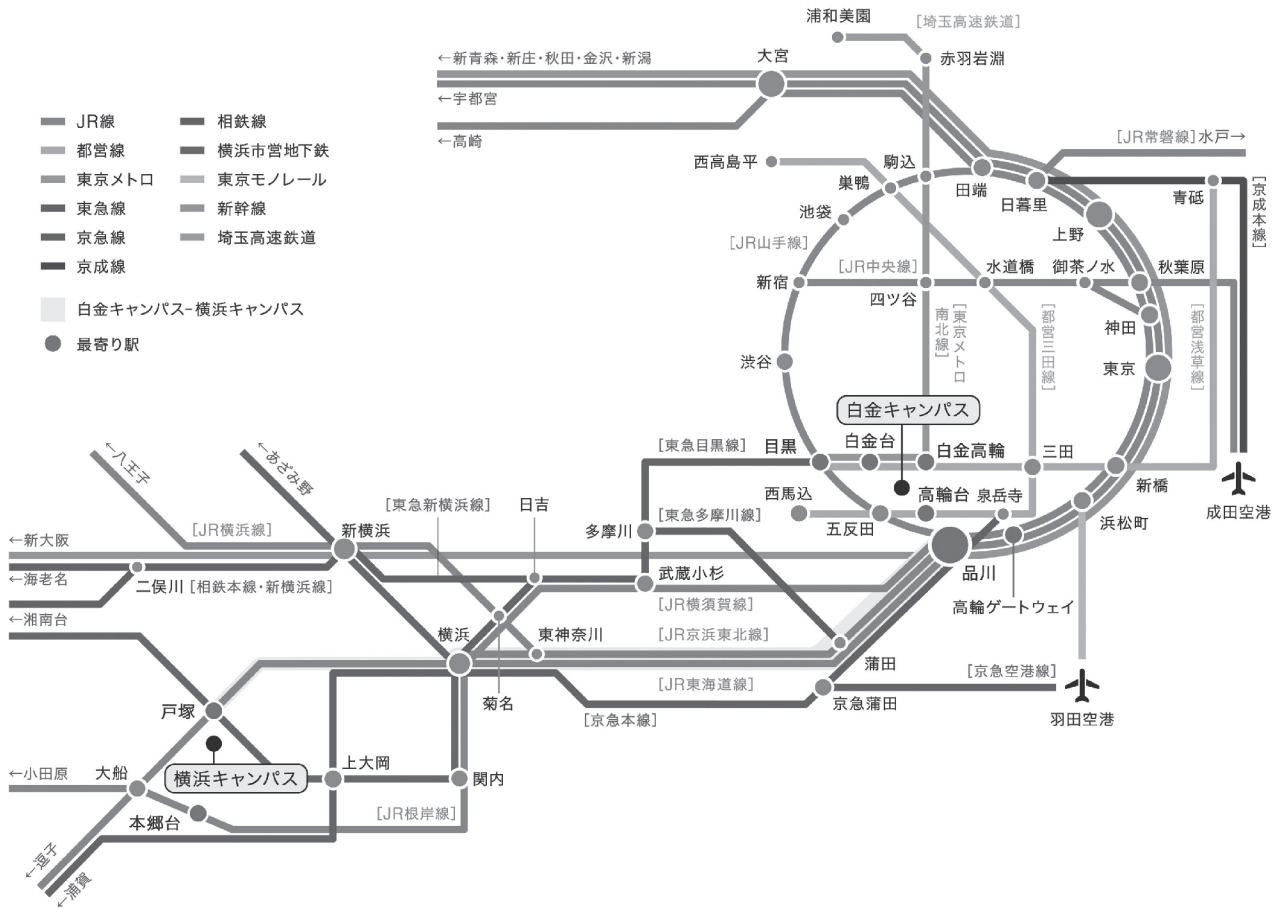 浦和美園
[埼玉高速鉄道]
赤羽岩淵
←新青森・新庄・秋田・金沢・新潟
大宮
←宇都宮
←高崎
JR線
都営線
東京メトロ
東急線
京急線
京成線
相鉄線
横浜市営地下鉄
東京モノレール
新幹線
埼玉高速鉄道
白金キャンパス-横浜キャンパス
最寄り駅
[JR常磐線]水戸→
西高島平
駒込
巣鴨
田端
日暮里
青砥
[京成本線]
池袋
上野
[JR山手線]
[JR中央線]
水道橋
御茶ノ水
秋葉原
新宿
四ツ谷
神田
[東京メトロ
南北線]
[都営三田線]
[都営浅草線]
渋谷
東京
白金キャンパス
[東急目黒線]
目黒
白金台
白金高輪
三田
新橋
成田空港
←八王子
←あざみ野
[東急新横浜線]
日吉
西馬込
高輪台
泉岳寺
[東急多摩川線]
多摩川
五反田
浜松町
[JR横浜線]
新横浜
←新大阪
品川
←海老名
二俣川
[相鉄本線・新横浜線]
武蔵小杉
高輪ゲートウェイ
[JR横須賀線]
←湘南台
横浜
東神奈川
[JR京浜東北線]
蒲田
[京急空港線]
[JR東海道線]
菊名
京急蒲田
羽田空港
[京急本線]
戸塚
横浜キャンパス
上大岡
関内
←小田原
大船
本郷台
[JR根岸線]
←逗子
←浦賀